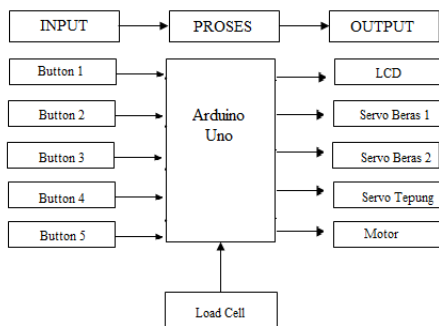 INPUT
PROSES
OUTPUT
Button 1
Button 2
Button 3
Button 4
Button 5
Arduino
Uno
LCD
Servo Beras 1
Servo Beras 2
Servo Tepung
Motor
Load Cell